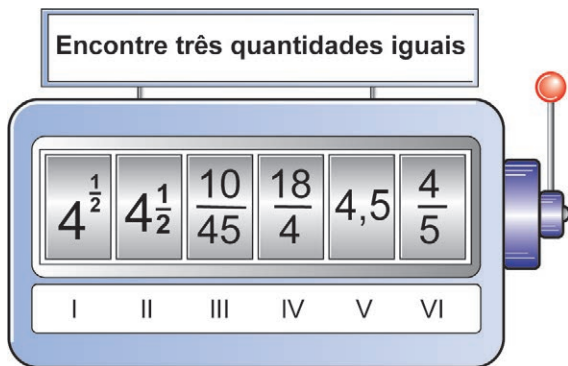 Encontre três quantidades iguais
4^{1/2} 4 1/2 10/45 18/4 4,5 4/5
I II III IV V VI